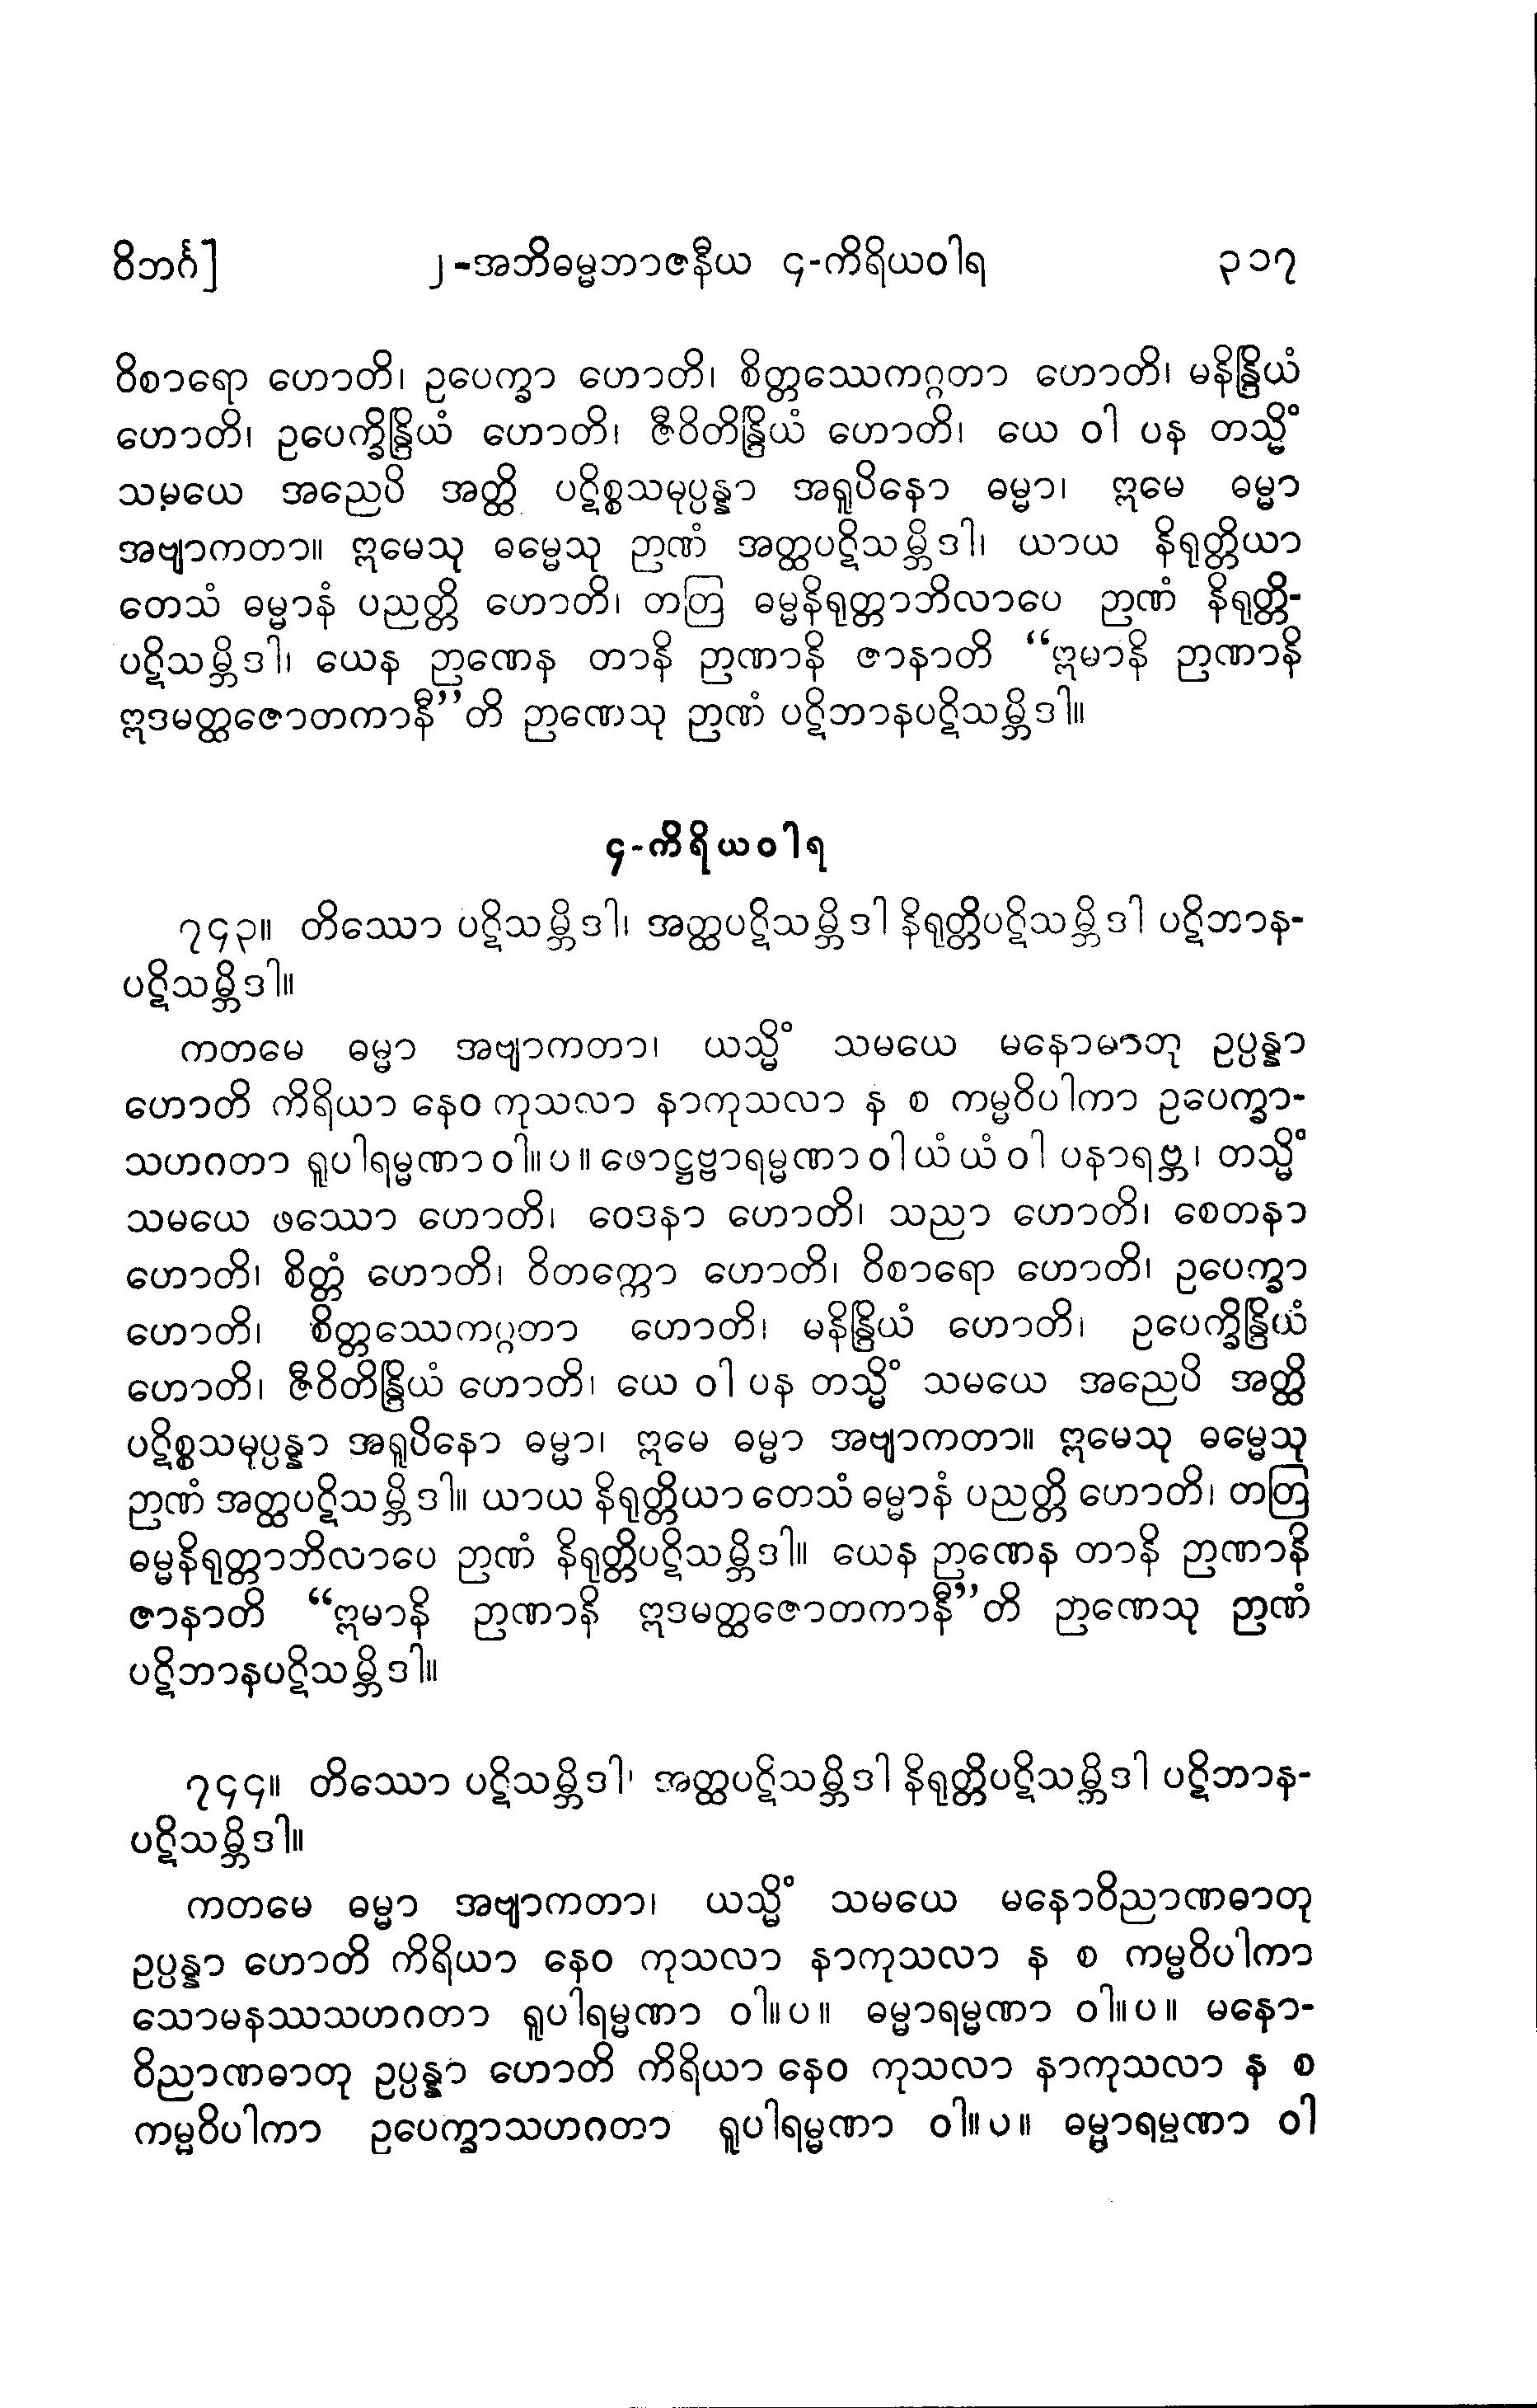 ဝိဘင်္ဂ]	၂-အဘိဓမ္မဘာဇနီယ ၄-ကိရိယဝါရ	၃၁၇
ဝိစာရော ဟောတိ၊ ဥပေက္ခာ ဟောတိ၊ စိတ္တဿေကဂ္ဂတာ ဟောတိ၊ မနိန္ဒြိယံ
ဟောတိ၊ ဥပေက္ခိန္ဒြိယံ ဟောတိ၊ ဇီဝိတိန္ဒြိယံ ဟောတိ၊ ယေ ဝါ ပန တသ္မိံ
သမယေ အညေပိ အတ္ထိ ပဋိစ္စသမုပ္ပန္နာ အရူပိနော ဓမ္မာ၊ ဣမေ ဓမ္မာ
အဗျာကတာ။ ဣမေသု ဓမ္မေသု ဉာဏံ အတ္ထပဋိသမ္ဘိဒါ၊ ယာယ နိရုတ္တိယာ
တေသံ ဓမ္မာနံ ပညတ္တိ ဟောတိ၊ တတြ ဓမ္မနိရုတ္တာဘိလာပေ ဉာဏံ နိရုတ္တိ-
ပဋိသမ္ဘိဒါ၊ ယေန ဉာဏေန တာနိ ဉာဏာနိ ဇာနာတိ “ဣမာနိ ဉာဏာနိ
ဣဒမတ္ထဇောတကာနီ”တိ ဉာဏေသု ဉာဏံ ပဋိဘာနပဋိသမ္ဘိဒါ။
၄-ကိရိယဝါရ
၇၄၃။ တိဿော ပဋိသမ္ဘိဒါ၊ အတ္ထပဋိသမ္ဘိဒါ နိရုတ္တိပဋိသမ္ဘိဒါ ပဋိဘာန-
ပဋိသမ္ဘိဒါ။
ကတမေ ဓမ္မာ အဗျာကတာ၊ ယသ္မိံ သမယေ မနောဓာတု ဥပ္ပန္နာ
ဟောတိ ကိရိယာ နေဝ ကုသလာ နာကုသလာ န စ ကမ္မဝိပါကာ ဥပေက္ခာ-
သဟဂတာ ရူပါရမ္မဏာ ဝါ။ ပ ။ ဖောဋ္ဌဗ္ဗာရမ္မဏာ ဝါ ယံ ယံ ဝါ ပနာရဗ္ဘ၊ တသ္မိံ
သမယေ ဖဿော ဟောတိ၊ ဝေဒနာ ဟောတိ၊ သညာ ဟောတိ၊ စေတနာ
ဟောတိ၊ စိတ္တံ ဟောတိ၊ ဝိတက္ကော ဟောတိ၊ ဝိစာရော ဟောတိ၊ ဥပေက္ခာ
ဟောတိ၊ စိတ္တဿေကဂ္ဂတာ ဟောတိ၊ မနိန္ဒြိယံ ဟောတိ၊ ဥပေက္ခိန္ဒြိယံ
ဟောတိ၊ ဇီဝိတိန္ဒြိယံ ဟောတိ၊ ယေ ဝါ ပန တသ္မိံ သမယေ အညေပိ အတ္ထိ
ပဋိစ္စသမုပ္ပန္နာ အရူပိနော ဓမ္မာ၊ ဣမေ ဓမ္မာ အဗျာကတာ။ ဣမေသု ဓမ္မေသု
ဉာဏံ အတ္ထပဋိသမ္ဘိဒါ။ ယာယ နိရုတ္တိယာ တေသံ ဓမ္မာနံ ပညတ္တိ ဟောတိ၊ တတြ
ဓမ္မနိရုတ္တာဘိလာပေ ဉာဏံ နိရုတ္တိပဋိသမ္ဘိဒါ။ ယေန ဉာဏေန တာနိ ဉာဏာနိ
ဇာနာတိ “ဣမာနိ ဉာဏာနိ ဣဒမတ္ထဇောတကာနီ”တိ ဉာဏေသု ဉာဏံ
ပဋိဘာနပဋိသမ္ဘိဒါ။
၇၄၄။ တိဿော ပဋိသမ္ဘိဒါ၊ အတ္ထပဋိသမ္ဘိဒါ နိရုတ္တိပဋိသမ္ဘိဒါ ပဋိဘာန-
ပဋိသမ္ဘိဒါ။
ကတမေ ဓမ္မာ အဗျာကတာ၊ ယသ္မိံ သမယေ မနောဝိညာဏဓာတု
ဥပ္ပန္နာ ဟောတိ ကိရိယာ နေဝ ကုသလာ နာကုသလာ န စ ကမ္မဝိပါကာ
သောမနဿသဟဂတာ ရူပါရမ္မဏာ ဝါ။ ပ ။ ဓမ္မာရမ္မဏာ ဝါ။ ပ ။ မနော-
ဝိညာဏဓာတု ဥပ္ပန္နာ ဟောတိ ကိရိယာ နေဝ ကုသလာ နာကုသလာ န စ
ကမ္မဝိပါကာ ဥပေက္ခာသဟဂတာ ရူပါရမ္မဏာ ဝါ။ ပ ။ ဓမ္မာရမ္မဏာ ဝါ